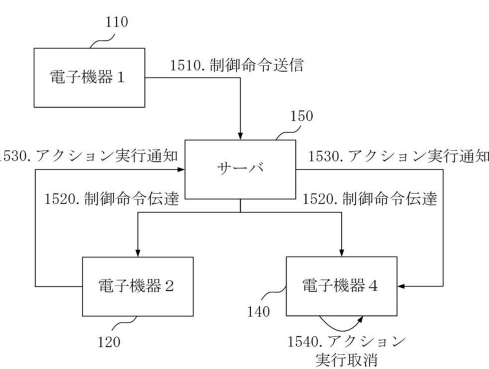 110
電子機器１
1510.制御命令送信
150
サーバ
1530.アクション実行通知
1530.アクション実行通知
1520.制御命令伝達
1520.制御命令伝達
電子機器２
電子機器４
120
140
1540.アクション
実行取消